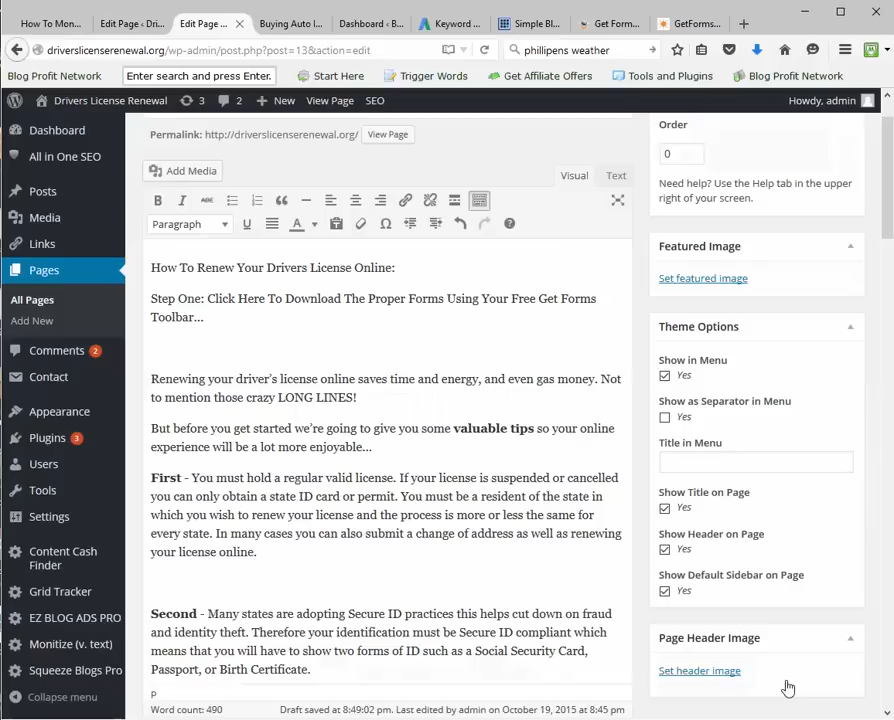 How To Mon...
Edit Page ‹ Dri...
Edit Page ...
Buying Auto I...
Dashboard ‹ B...
Keyword ...
Simple Bl...
Get Form...
GetForms...
driverslicenserenewal.org/wp-admin/post.php?post=13&action=edit
phillipens weather
Blog Profit Network
Enter search and press Enter.
Start Here
Trigger Words
Get Affiliate Offers
Tools and Plugins
Blog Profit Network
Drivers License Renewal
3
2
New
View Page
SEO
Howdy, admin
Dashboard
All in One SEO
Posts
Media
Links
Pages
All Pages
Add New
Comments 2
Contact
Appearance
Plugins 3
Users
Tools
Settings
Content Cash
Finder
Grid Tracker
EZ BLOG ADS PRO
Monitize (v. text)
Squeeze Blogs Pro
Collapse menu
Permalink: http://driverslicenserenewal.org/
View Page
Add Media
Visual
Text
ABC
Paragraph
U
A
How To Renew Your Drivers License Online:
Step One: Click Here To Download The Proper Forms Using Your Free Get Forms
Toolbar...
Renewing your driver's license online saves time and energy, and even gas money. Not
to mention those crazy LONG LINES!
But before you get started we're going to give you some valuable tips so your online
experience will be a lot more enjoyable...
First - You must hold a regular valid license. If your license is suspended or cancelled
you can only obtain a state ID card or permit. You must be a resident of the state in
which you wish to renew your license and the process is more or less the same for
every state. In many cases you can also submit a change of address as well as renewing
your license online.
Second - Many states are adopting Secure ID practices this helps cut down on fraud
and identity theft. Therefore your identification must be Secure ID compliant which
means that you will have to show two forms of ID such as a Social Security Card,
Passport, or Birth Certificate.
p
Word count: 490
Draft saved at 8:49:02 pm. Last edited by admin on October 19, 2015 at 8:45 pm
Order
0
Need help? Use the Help tab in the upper
right of your screen.
Featured Image
Set featured image
Theme Options
Show in Menu
Yes
Show as Separator in Menu
Yes
Title in Menu
Show Title on Page
Yes
Show Header on Page
Yes
Show Default Sidebar on Page
Yes
Page Header Image
Set header image